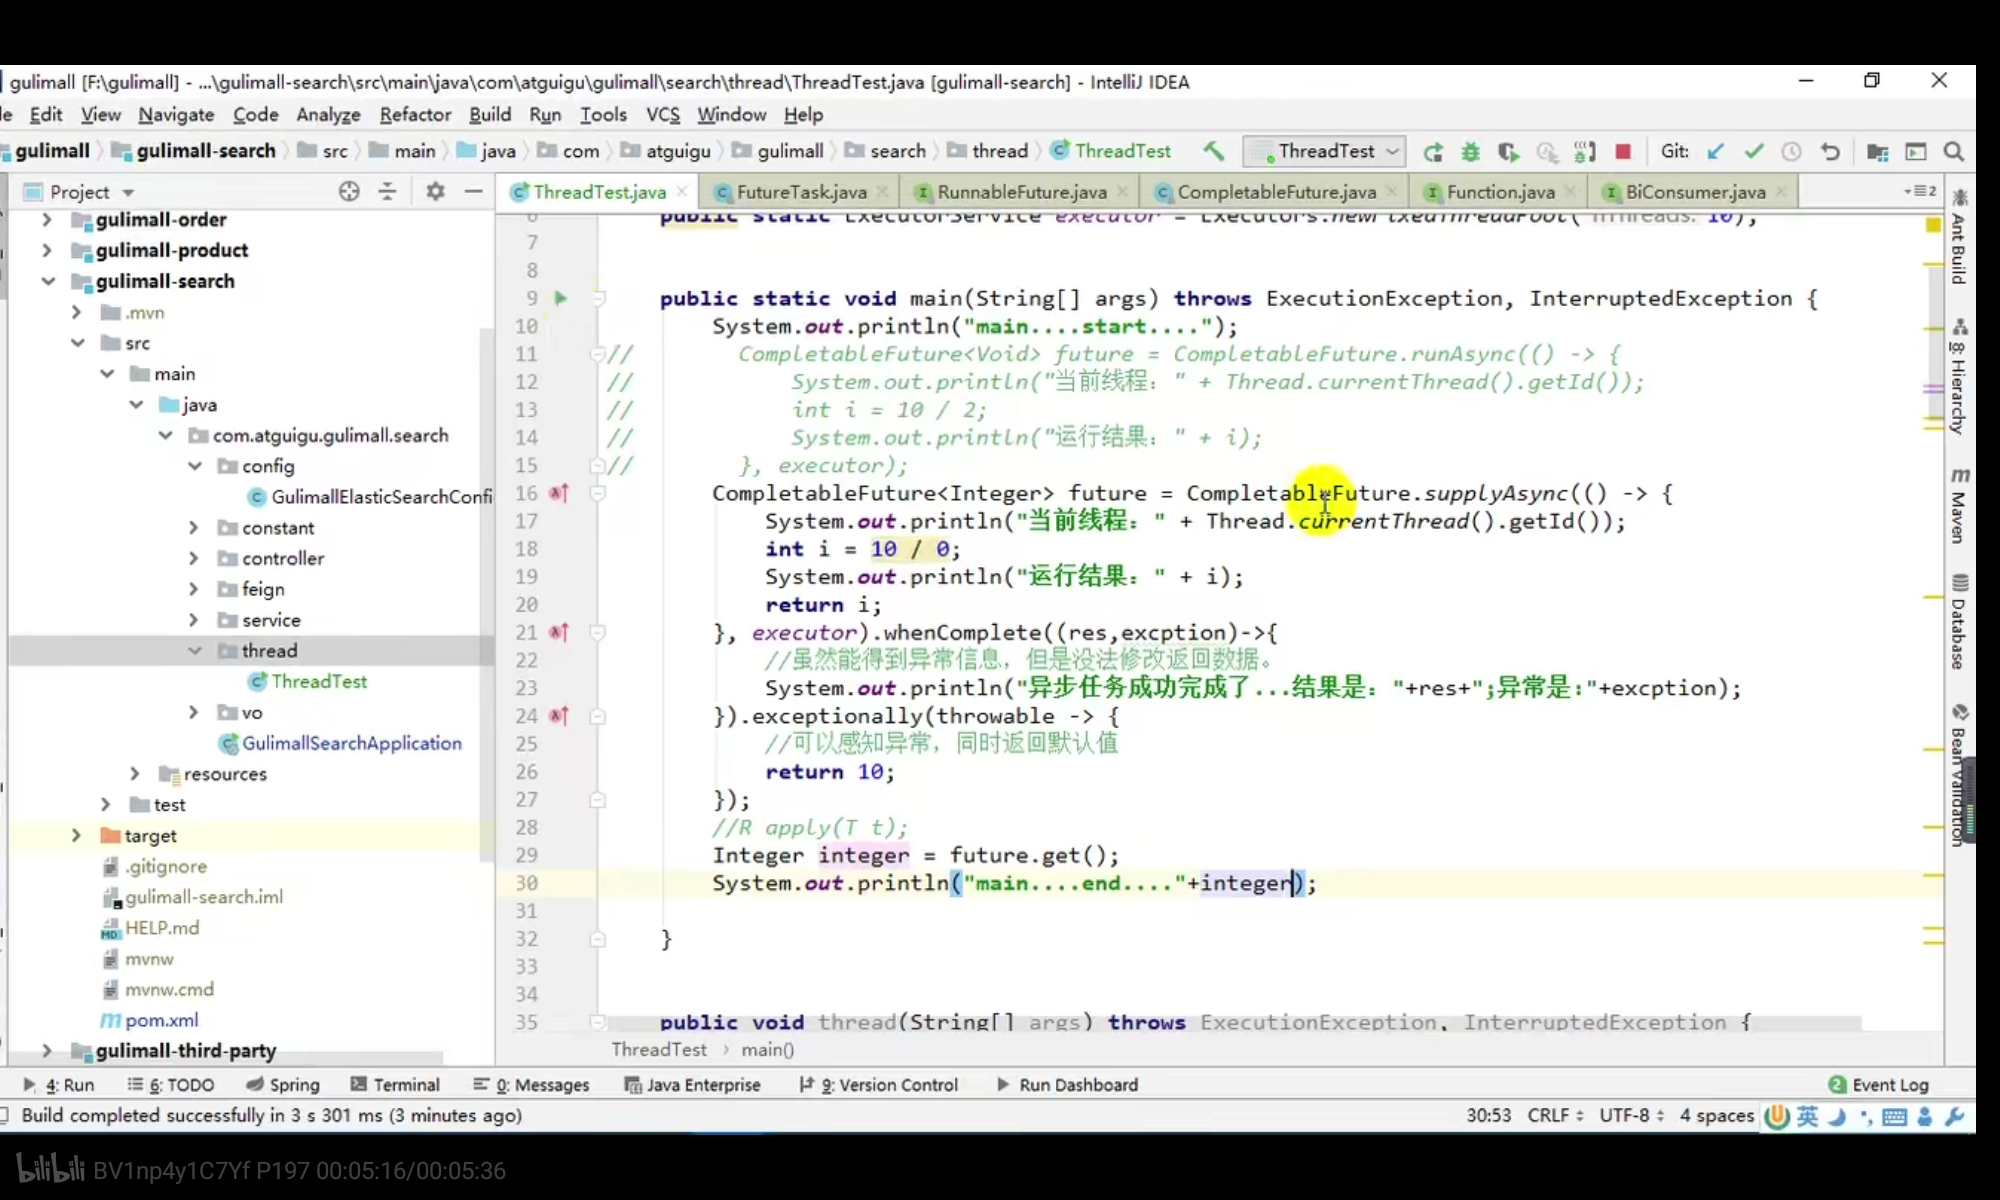 gulimall [F:\gulimall] - ...\gulimall-search\src\main\java\com\atguigu\gulimall\search\thread\ThreadTest.java [gulimall-search] - IntelliJ IDEA
Edit View Navigate Code Analyze Refactor Build Run Tools VCS Window Help
gulimall gulimall-search src main java com atguigu gulimall search thread ThreadTest ThreadTest Git:
Project ThreadTest.java FutureTask.java RunnableFuture.java CompletableFuture.java Function.java BiConsumer.java 2
gulimall-order
gulimall-product
gulimall-search
.mvn
src
main
java
com.atguigu.gulimall.search
config
GulimallElasticSearchConfi
constant
controller
feign
service
thread
ThreadTest
vo
GulimallSearchApplication
resources
test
target
.gitignore
gulimall-search.iml
HELP.md
mvnw
mvnw.cmd
pom.xml
gulimall-third-party
6 public static ExecutorService executor = Executors.newFixedThreadPool( nThreads: 10);
7
8
9 public static void main(String[] args) throws ExecutionException, InterruptedException {
10 System.out.println("main....start....");
11 // CompletableFuture<Void> future = CompletableFuture.runAsync(() -> {
12 // System.out.println("当前线程：" + Thread.currentThread().getId());
13 // int i = 10 / 2;
14 // System.out.println("运行结果：" + i);
15 // }, executor);
16 CompletableFuture<Integer> future = CompletableFuture.supplyAsync(() -> {
17 System.out.println("当前线程：" + Thread.currentThread().getId());
18 int i = 10 / 0;
19 System.out.println("运行结果：" + i);
20 return i;
21 }, executor).whenComplete((res,excption)->{
22 //虽然能得到异常信息，但是没法修改返回数据。
23 System.out.println("异步任务成功完成了...结果是："+res+";异常是:"+excption);
24 }).exceptionally(throwable -> {
25 //可以感知异常，同时返回默认值
26 return 10;
27 });
28 //R apply(T t);
29 Integer integer = future.get();
30 System.out.println("main....end...."+integer);
31
32 }
33
34
35 public void thread(String[] args) throws ExecutionException, InterruptedException {
ThreadTest main()
Ant Build
8: Hierarchy
Maven
Database
Bean Validation
4: Run 6: TODO Spring Terminal 0: Messages Java Enterprise 9: Version Control Run Dashboard 2 Event Log
Build completed successfully in 3 s 301 ms (3 minutes ago) 30:53 CRLF UTF-8 4 spaces 英
bilibili BV1np4y1C7Yf P197 00:05:16/00:05:36